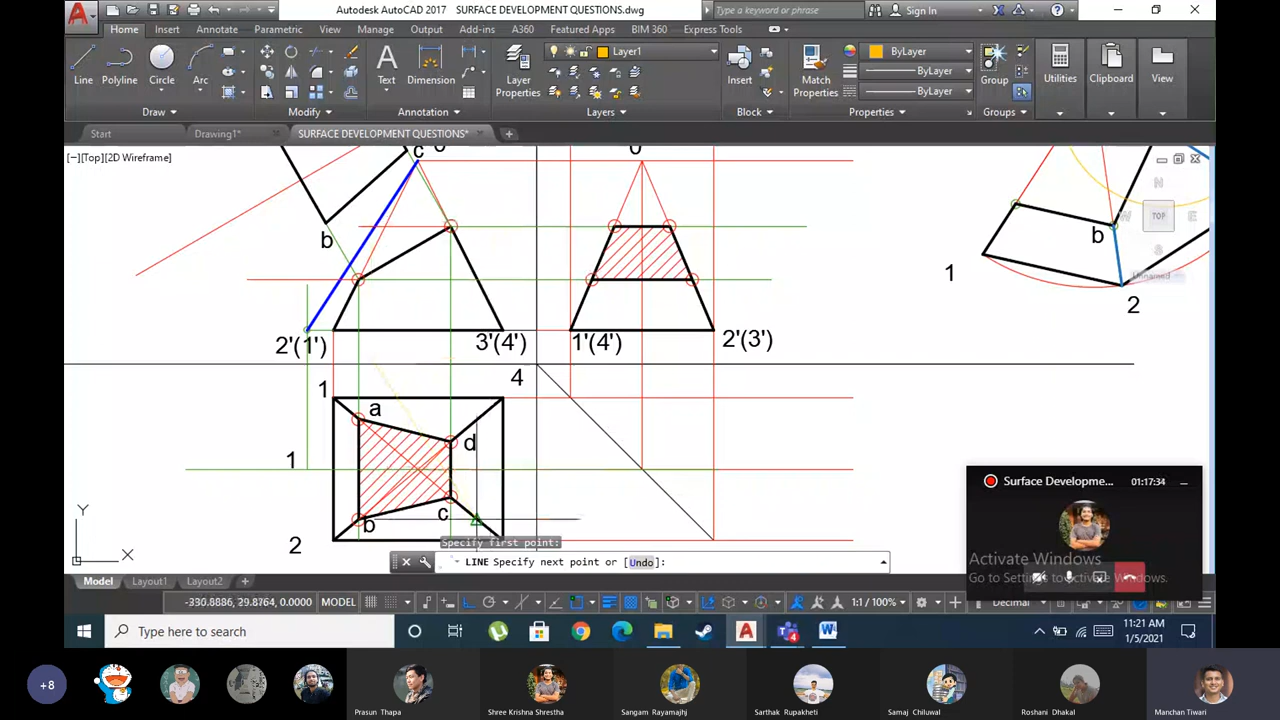 Autodesk AutoCAD 2017 SURFACE DEVELOPMENT QUESTIONS.dwg
Type a keyword or phrase
Sign In
Home Insert Annotate Parametric View Manage Output Add-ins A360 Featured Apps BIM 360 Express Tools
Line Polyline Circle Arc Text Dimension Layer Properties Layer1 Insert Match Properties ByLayer ByLayer ByLayer Group Utilities Clipboard View
Draw Modify Annotation Layers Block Properties Groups
Start Drawing1* SURFACE DEVELOPMENT QUESTIONS*
[−][Top][2D Wireframe]
c
N
W TOP E
S
Unnamed
b
b
1
2
2'(1') 3'(4') 1'(4') 2'(3')
4
1
a
d
1
c
b
2
Specify first point:
LINE Specify next point or [Undo]:
Surface Developme... 01:17:34
Activate Windows
Go to Settings to activate Windows.
Y
X
Model Layout1 Layout2
-330.8886, 29.8764, 0.0000 MODEL 1:1 / 100% Decimal
Type here to search
11:21 AM
1/5/2021
+8
Prasun Thapa Shree Krishna Shrestha Sangam Rayamajhj Sarthak Rupakheti Samaj Chiluwal Roshani Dhakal Manchan Tiwari